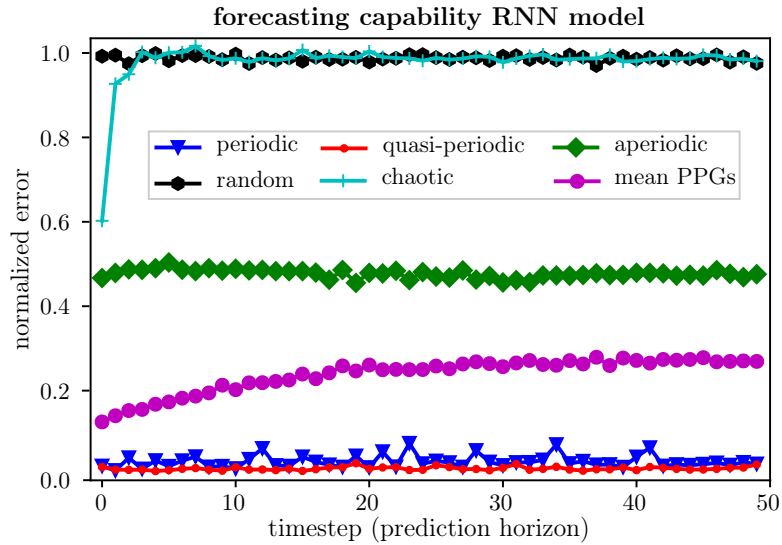 forecasting capability RNN model
1.0
0.8
0.6
0.4
0.2
0.0
normalized error
periodic
quasi-periodic
aperiodic
random
chaotic
mean PPGs
0
10
20
30
40
50
timestep (prediction horizon)